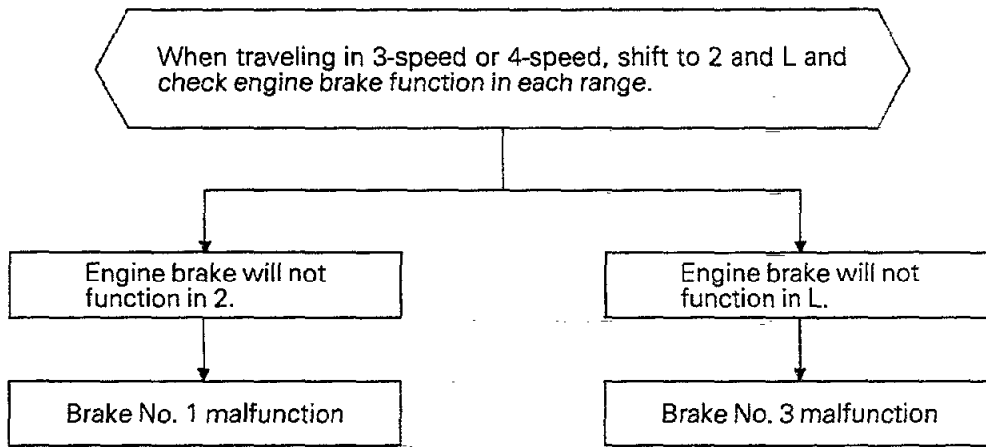 When traveling in 3-speed or 4-speed, shift to 2 and L and
check engine brake function in each range.
Engine brake will not
function in 2.
Engine brake will not
function in L.
Brake No. 1 malfunction
Brake No. 3 malfunction